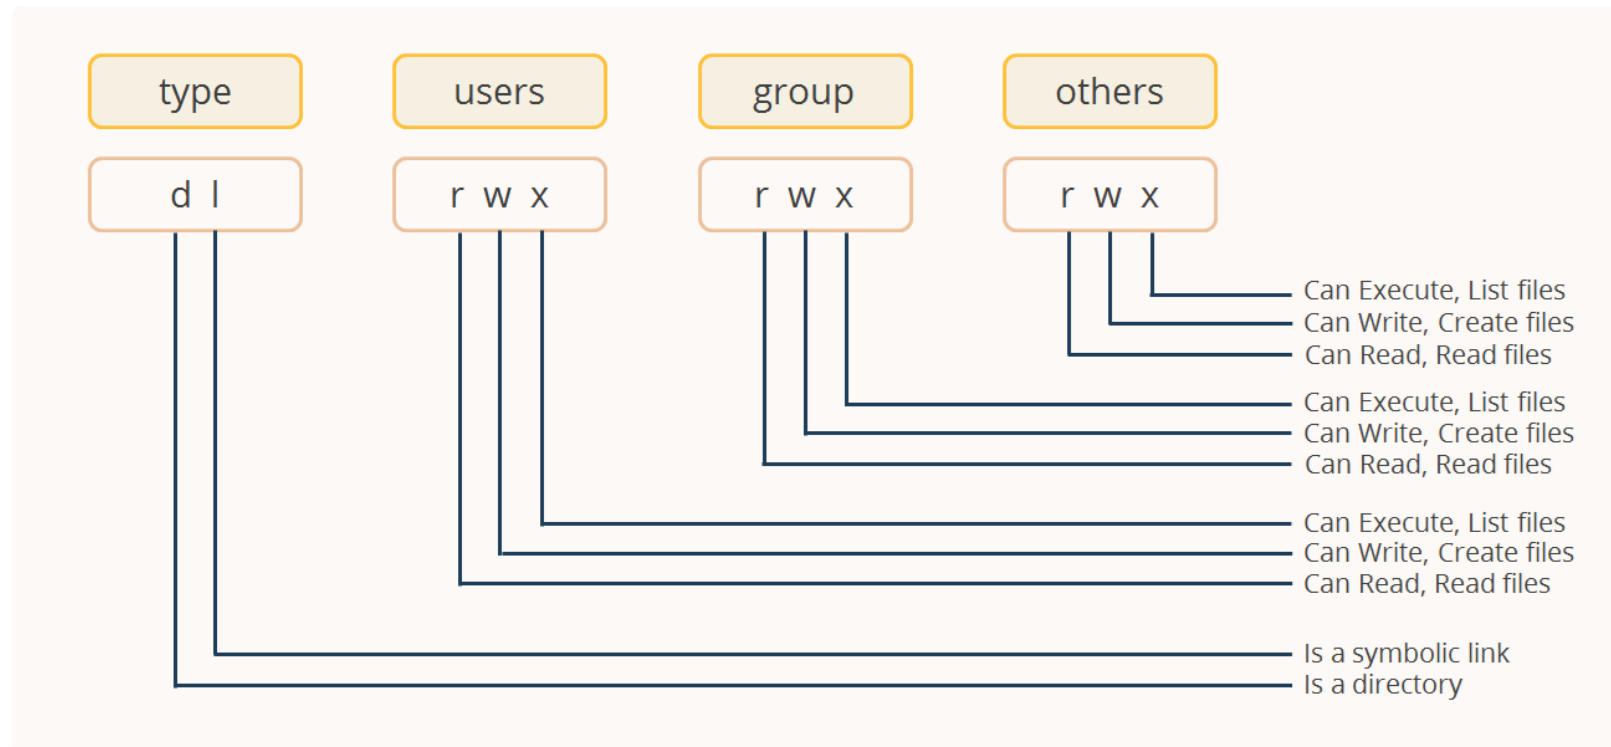 type users group others
d l r w x r w x r w x
Can Execute, List files
Can Write, Create files
Can Read, Read files
Can Execute, List files
Can Write, Create files
Can Read, Read files
Can Execute, List files
Can Write, Create files
Can Read, Read files
Is a symbolic link
Is a directory